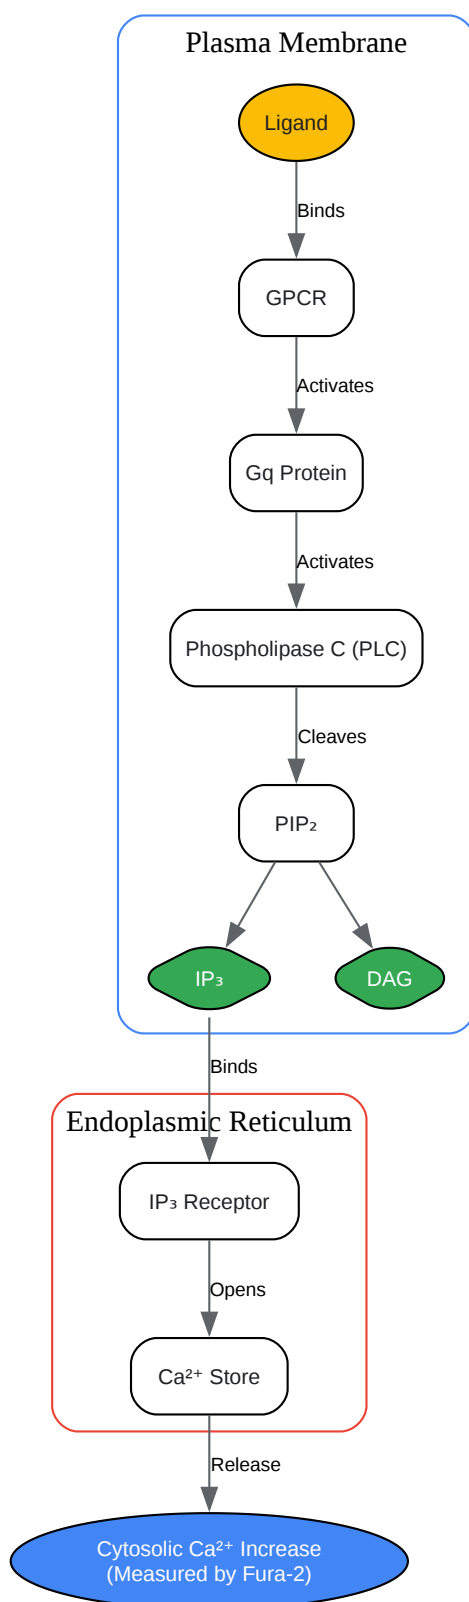 Plasma Membrane
Ligand
Binds
GPCR
Activates
Gq Protein
Activates
Phospholipase C (PLC)
Cleaves
PIP₂
IP₃
DAG
Binds
Endoplasmic Reticulum
IP₃ Receptor
Opens
Ca²⁺ Store
Release
Cytosolic Ca²⁺ Increase
(Measured by Fura-2)